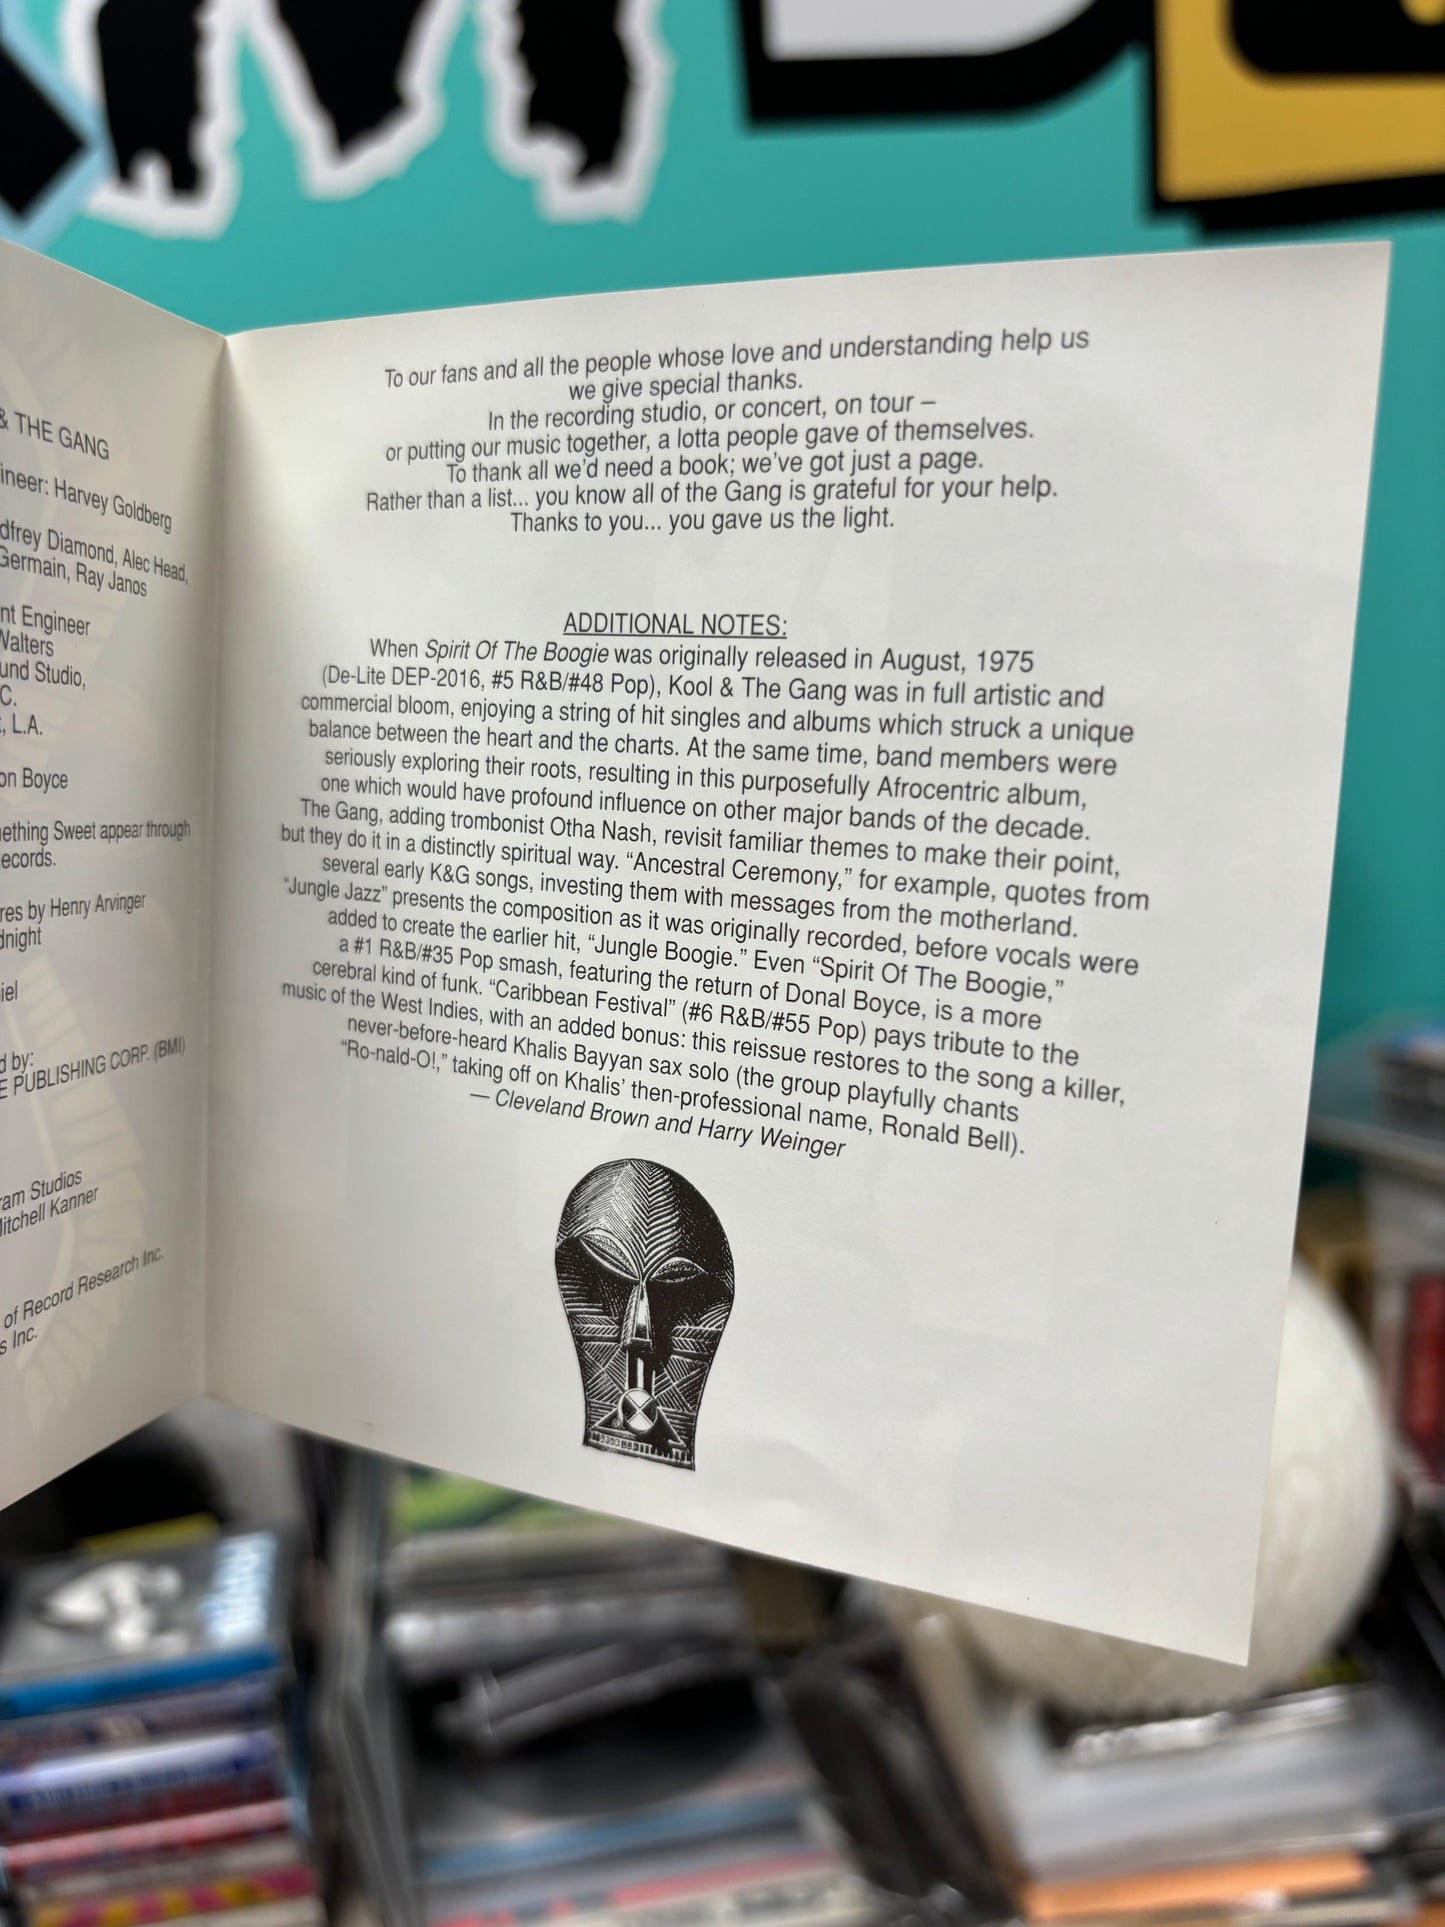 & THE GANG
ineer: Harvey Goldberg
dfrey Diamond, Alec Head,
Germain, Ray Janos
nt Engineer
Walters
und Studio,
C.
, L.A.
on Boyce
ething Sweet appear through
ecords.
res by Henry Arvinger
dnight
iel
d by:
E PUBLISHING CORP. (BMI)
ram Studios
Mitchell Kanner
of Record Research Inc.
s Inc.
To our fans and all the people whose love and understanding help us
we give special thanks.
In the recording studio, or concert, on tour –
or putting our music together, a lotta people gave of themselves.
To thank all we'd need a book; we've got just a page.
Rather than a list... you know all of the Gang is grateful for your help.
Thanks to you... you gave us the light.
ADDITIONAL NOTES:
When Spirit Of The Boogie was originally released in August, 1975
(De-Lite DEP-2016, #5 R&B/#48 Pop), Kool & The Gang was in full artistic and
commercial bloom, enjoying a string of hit singles and albums which struck a unique
balance between the heart and the charts. At the same time, band members were
seriously exploring their roots, resulting in this purposefully Afrocentric album,
one which would have profound influence on other major bands of the decade.
The Gang, adding trombonist Otha Nash, revisit familiar themes to make their point,
but they do it in a distinctly spiritual way. “Ancestral Ceremony,” for example, quotes from
several early K&G songs, investing them with messages from the motherland.
“Jungle Jazz” presents the composition as it was originally recorded, before vocals were
added to create the earlier hit, “Jungle Boogie.” Even “Spirit Of The Boogie,”
a #1 R&B/#35 Pop smash, featuring the return of Donal Boyce, is a more
cerebral kind of funk. “Caribbean Festival” (#6 R&B/#55 Pop) pays tribute to the
music of the West Indies, with an added bonus: this reissue restores to the song a killer,
never-before-heard Khalis Bayyan sax solo (the group playfully chants
“Ro-nald-O!,” taking off on Khalis' then-professional name, Ronald Bell).
— Cleveland Brown and Harry Weinger